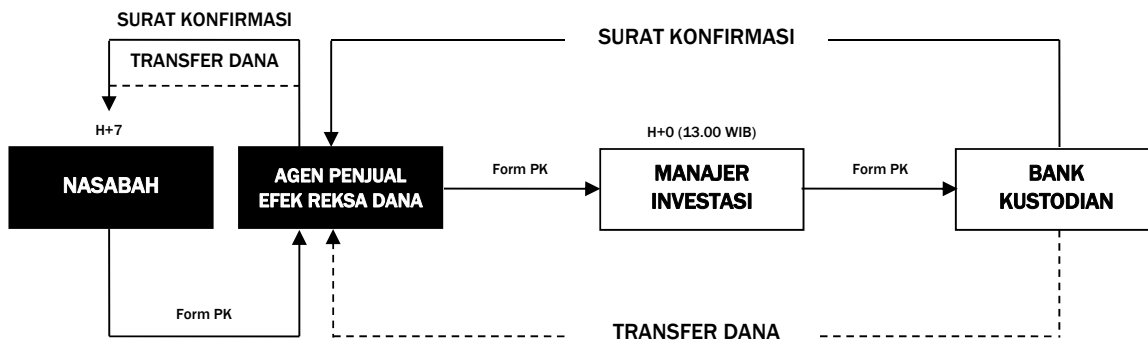 SURAT KONFIRMASI
TRANSFER DANA
SURAT KONFIRMASI
H+7
H+0 (13.00 WIB)
NASABAH
AGEN PENJUAL
EFEK REKSA DANA
Form PK
MANAJER
INVESTASI
Form PK
BANK
KUSTODIAN
Form PK
TRANSFER DANA